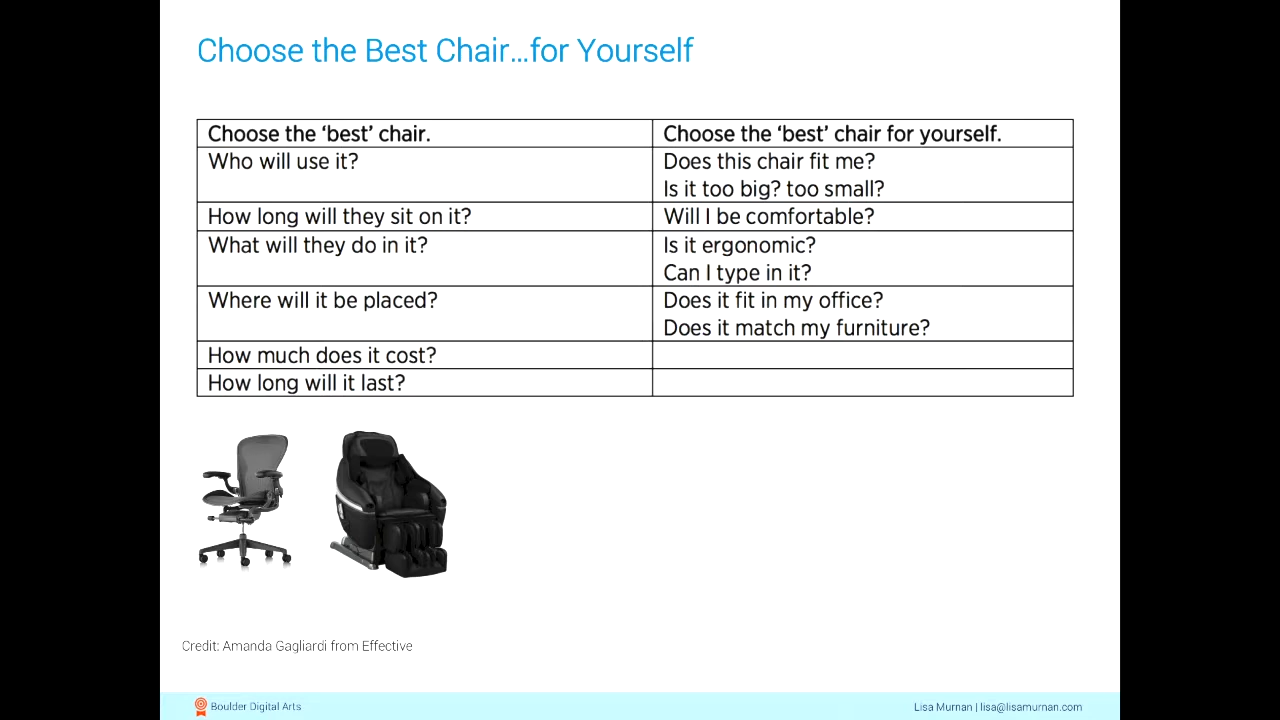 Choose the Best Chair...for Yourself
Choose the ‘best’ chair.
Choose the ‘best’ chair for yourself.
Who will use it?
Does this chair fit me?
Is it too big? too small?
How long will they sit on it?
Will I be comfortable?
What will they do in it?
Is it ergonomic?
Can I type in it?
Where will it be placed?
Does it fit in my office?
Does it match my furniture?
How much does it cost?
How long will it last?
Credit: Amanda Gagliardi from Effective
Boulder Digital Arts
Lisa Murnan | lisa@lisamurnan.com